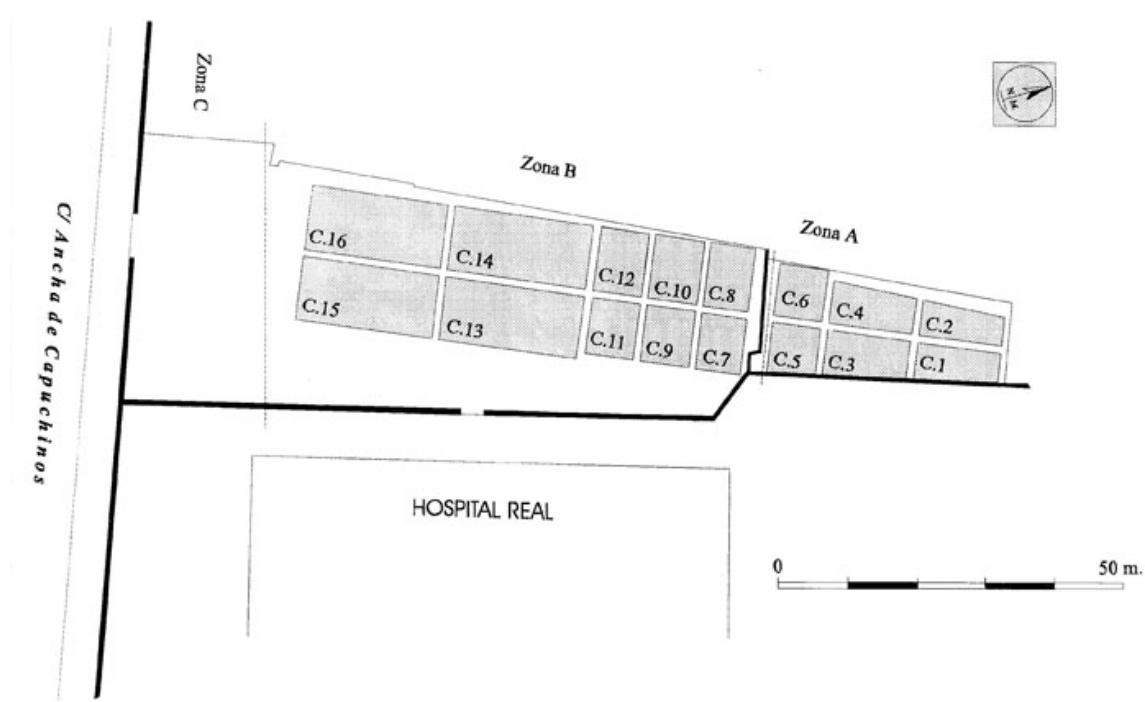 Zona C
Zona B
Zona A
N M
C/ Ancha de Capuchinos
C.16
C.14
C.12
C.10
C.8
C.6
C.4
C.2
C.15
C.13
C.11
C.9
C.7
C.5
C.3
C.1
HOSPITAL REAL
0
50 m.